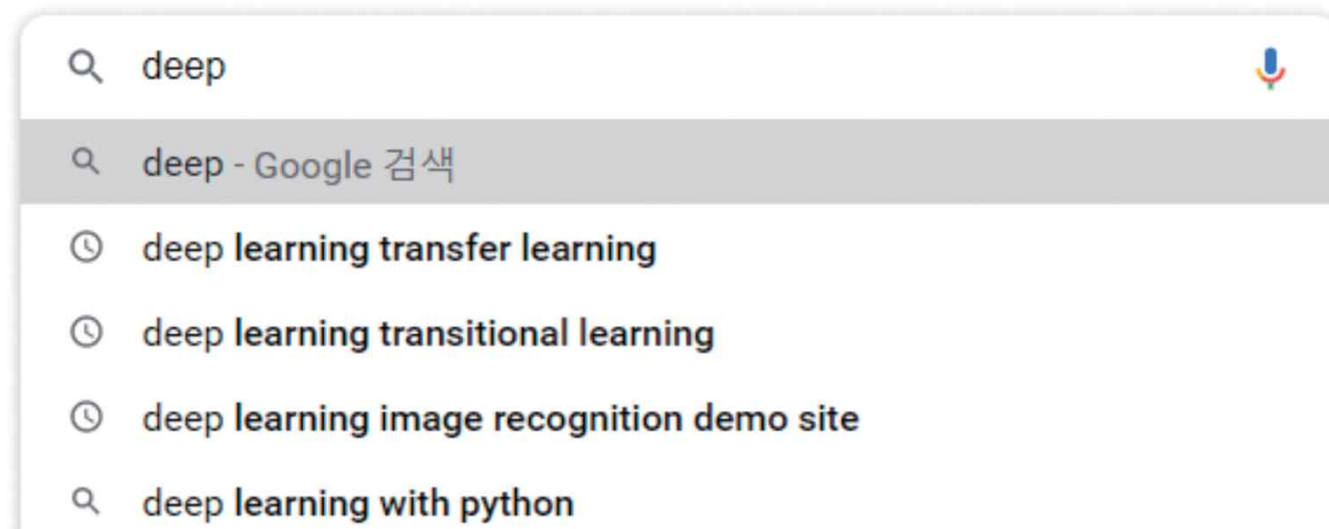 deep
deep - Google 검색
deep learning transfer learning
deep learning transitional learning
deep learning image recognition demo site
deep learning with python